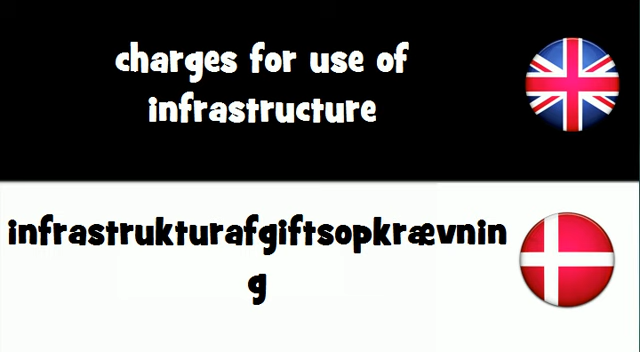 charges for use of
infrastructure
infrastrukturafgiftsopkrævnin
g